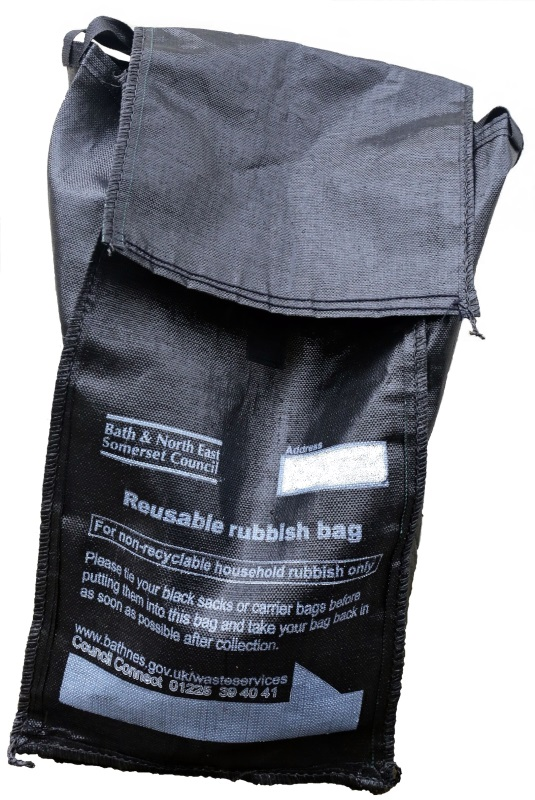 Bath & North East
Somerset Council
Address
Reusable rubbish bag
For non-recyclable household rubbish only
Please tie your black sacks or carrier bags before
putting them into this bag and take your bag back in
as soon as possible after collection.
www.bathnes.gov.uk/wasteservices
Council Connect 01225 39 40 41